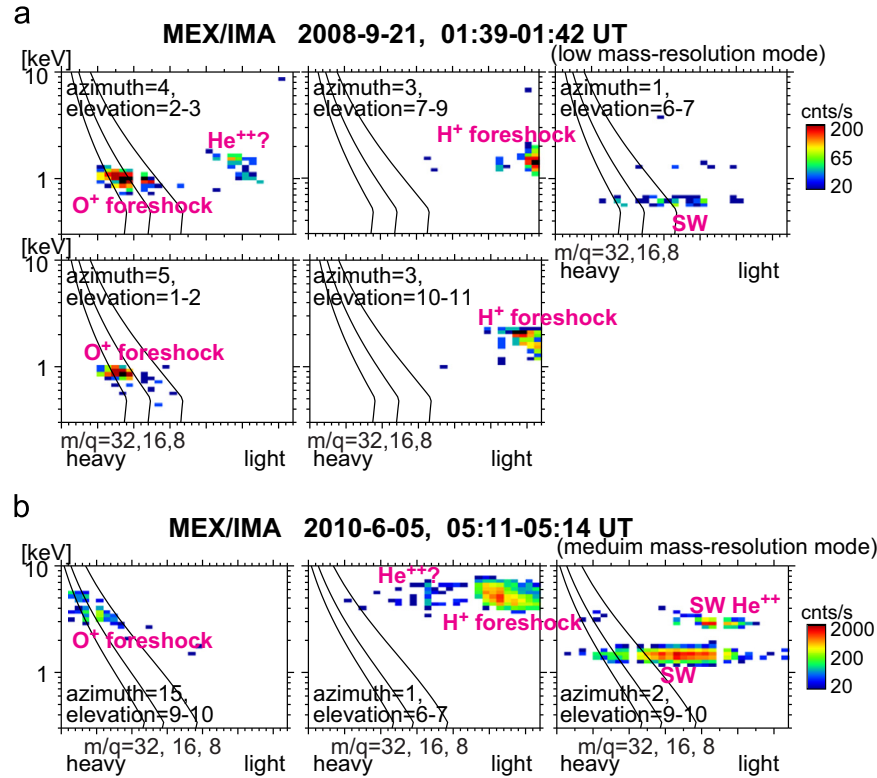 a
MEX/IMA 2008-9-21, 01:39-01:42 UT
(low mass-resolution mode)
[keV]
10
azimuth=4,
elevation=2-3
He++?
1
O+ foreshock
azimuth=3,
elevation=7-9
H+ foreshock
azimuth=1,
elevation=6-7
SW
m/q=32,16,8
heavy light
cnts/s
200
65
20
[keV]
10
azimuth=5,
elevation=1-2
O+ foreshock
1
m/q=32,16,8
heavy light
azimuth=3,
elevation=10-11
H+ foreshock
m/q=32,16,8
heavy light
b
MEX/IMA 2010-6-05, 05:11-05:14 UT
(meduim mass-resolution mode)
[keV]
10
O+ foreshock
1
azimuth=15,
elevation=9-10
m/q=32, 16, 8
heavy light
He++?
H+ foreshock
azimuth=1,
elevation=6-7
m/q=32, 16, 8
heavy light
SW He++
SW
azimuth=2,
elevation=9-10
m/q=32, 16, 8
heavy light
cnts/s
2000
200
20